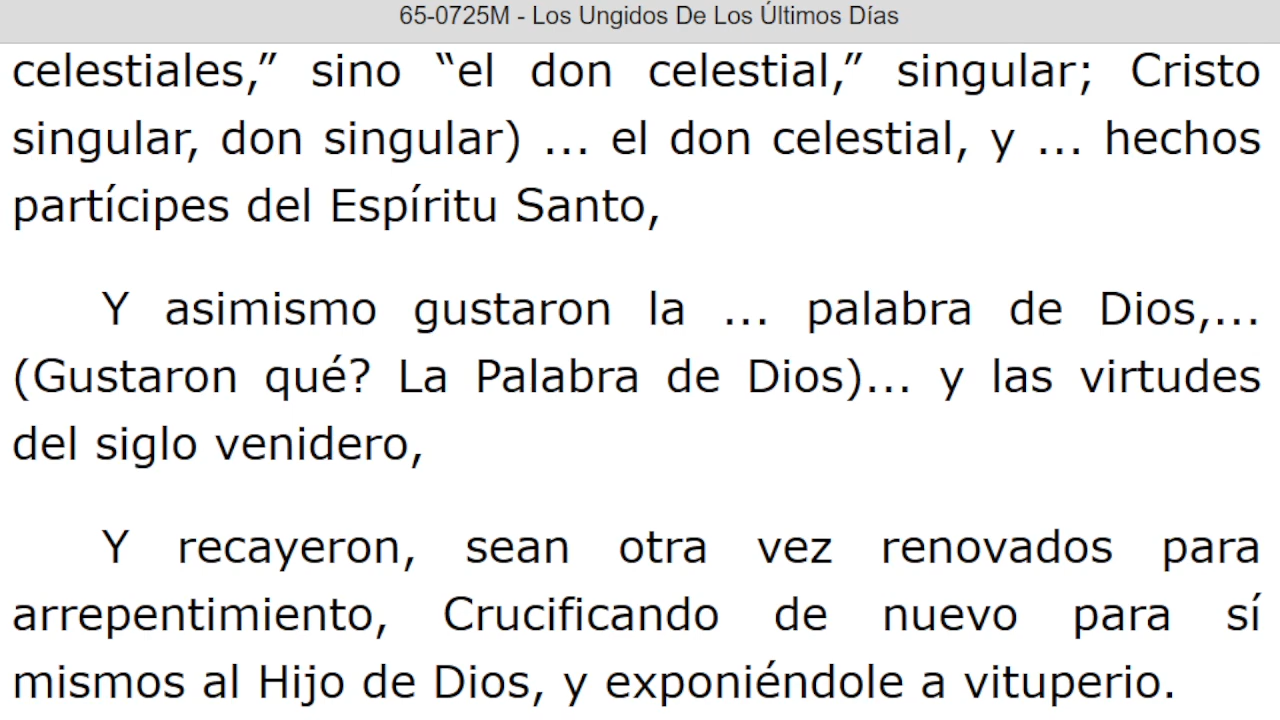 65-0725M - Los Ungidos De Los Últimos Días
celestiales,” sino “el don celestial,” singular; Cristo
singular, don singular) ... el don celestial, y ... hechos
partícipes del Espíritu Santo,
Y asimismo gustaron la ... palabra de Dios,...
(Gustaron qué? La Palabra de Dios)... y las virtudes
del siglo venidero,
Y recayeron, sean otra vez renovados para
arrepentimiento, Crucificando de nuevo para sí
mismos al Hijo de Dios, y exponiéndole a vituperio.